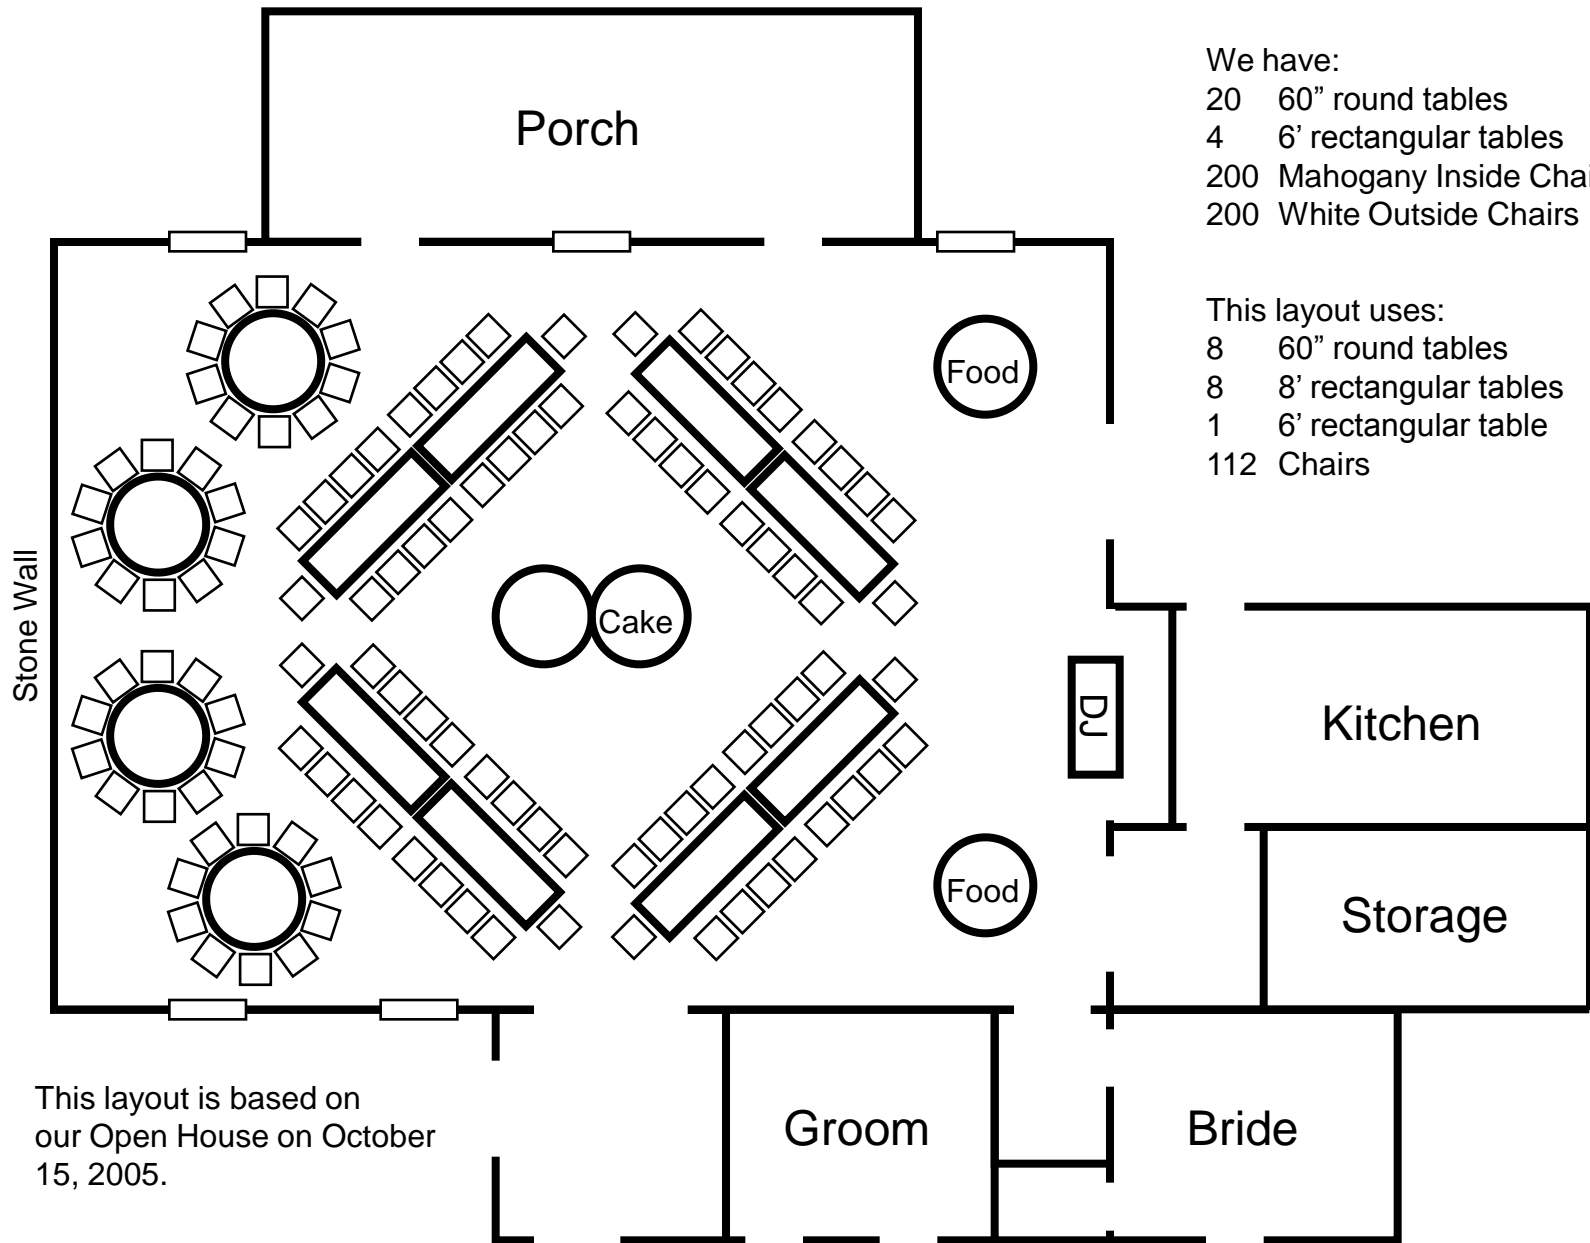 Porch
We have:
20 60” round tables
4 6’ rectangular tables
200 Mahogany Inside Chai
200 White Outside Chairs
This layout uses:
8 60” round tables
8 8’ rectangular tables
1 6’ rectangular table
112 Chairs
Food
Stone Wall
Cake
DJ
Kitchen
Food
Storage
This layout is based on
our Open House on October
15, 2005.
Groom
Bride